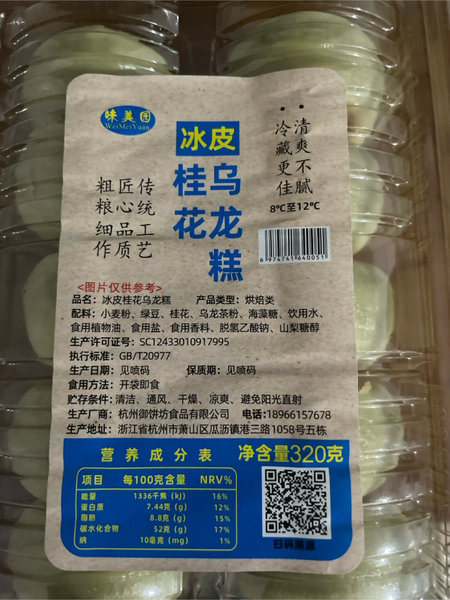 味美园
WeiMeiYuan
冰皮
桂花
乌龙糕
清爽不腻
冷藏更佳
8℃至12℃
传统工艺
匠心品质
粗粮细作
6974741640051
<图片仅供参考>
品名：冰皮桂花乌龙糕 产品类型：烘焙类
配料：小麦粉、绿豆、桂花、乌龙茶粉、海藻糖、饮用水、
食用植物油、食用盐、食用香料、脱氢乙酸钠、山梨糖醇
生产许可证号：SC12433010917995
执行标准：GB/T20977
生产日期：见喷码 保质期：见喷码
食用方法：开袋即食
贮存条件：清洁、通风、干燥、凉爽、避免阳光直射
生产厂商：杭州御饼坊食品有限公司 电话:18966157678
生产地址：浙江省杭州市萧山区瓜沥镇港三路1058号五栋
营养成分表 净含量320克
项目 每100克含量 NRV%
能量 1336千焦(kJ) 16%
蛋白质 7.44克(g) 12%
脂肪 8.8克(g) 15%
碳水化合物 52克(g) 17%
钠 10毫克(mg) 1%